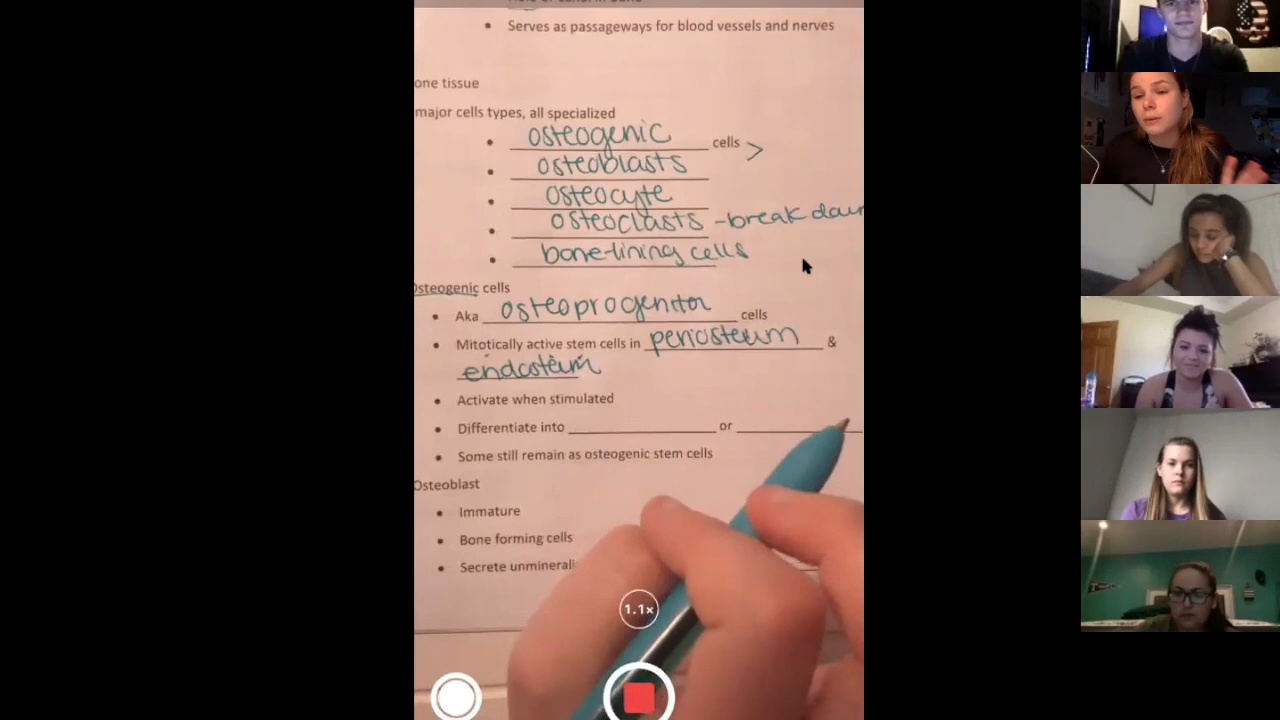 Serves as passageways for blood vessels and nerves
one tissue
major cells types, all specialized
osteogenic cells >
osteoblasts
osteocyte
osteoclasts - break dow
bone-lining cells
Osteogenic cells
Aka osteoprogenitor cells
Mitotically active stem cells in periosteum &
endosteum
Activate when stimulated
Differentiate into ____ or ____
Some still remain as osteogenic stem cells
Osteoblast
Immature
Bone forming cells
Secrete unminerali
1.1×